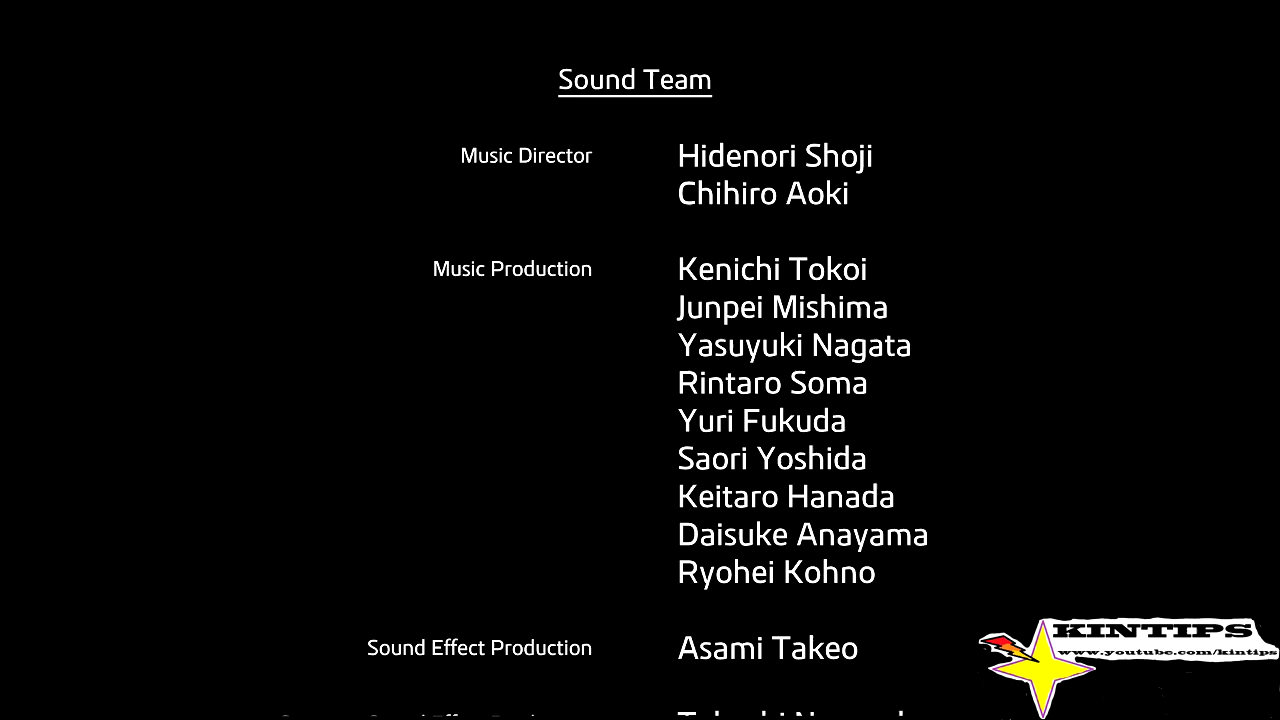 Sound Team
Music Director Hidenori Shoji
Chihiro Aoki
Music Production Kenichi Tokoi
Junpei Mishima
Yasuyuki Nagata
Rintaro Soma
Yuri Fukuda
Saori Yoshida
Keitaro Hanada
Daisuke Anayama
Ryohei Kohno
Sound Effect Production Asami Takeo
KINTIPS
www.youtube.com/kintips